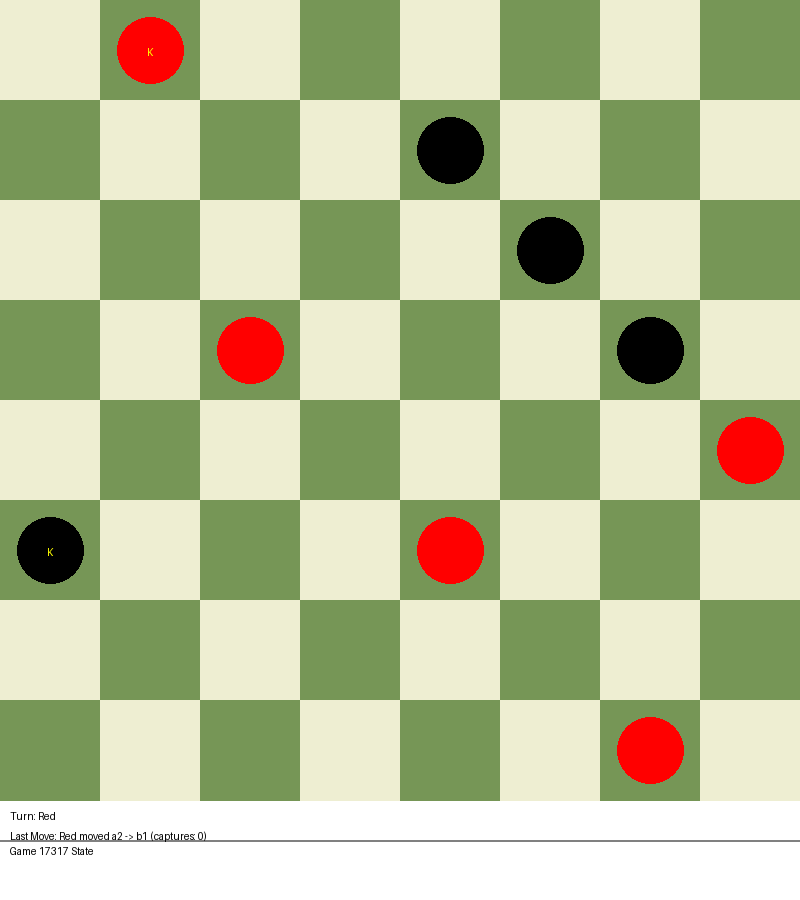 K
K
Turn: Red
Last Move: Red moved a2 -> b1 (captures: 0)
Game 17317 State